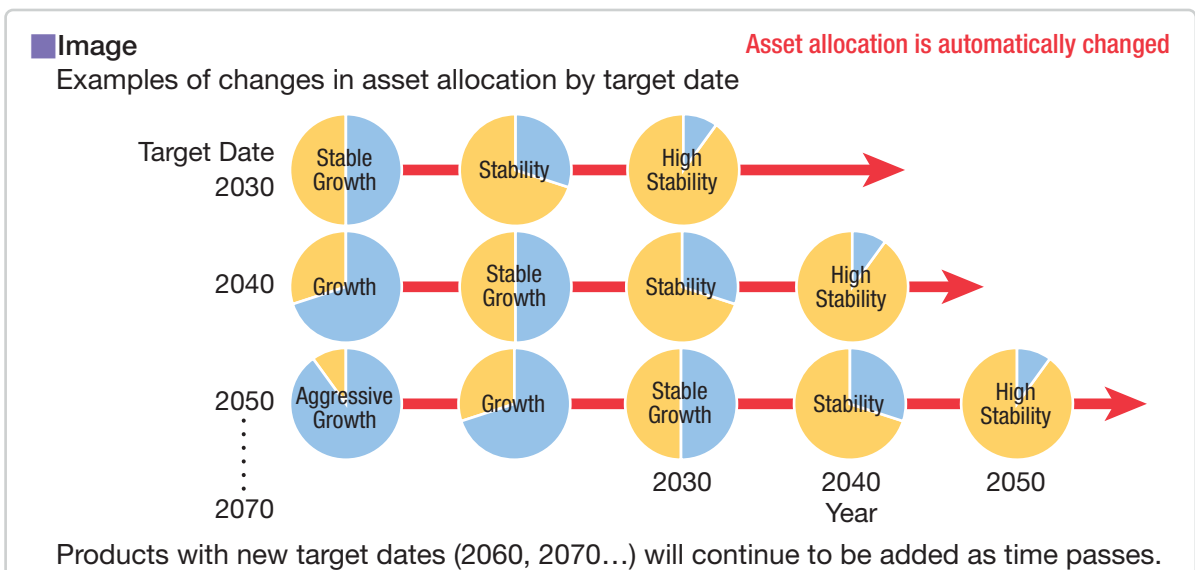 Image
Asset allocation is automatically changed
Examples of changes in asset allocation by target date
Target Date
2030
Stable
Growth
Stability
High
Stability
2040
Growth
Stable
Growth
Stability
High
Stability
2050
Aggressive
Growth
Growth
Stable
Growth
Stability
High
Stability
2070
2030
2040
2050
Year
Products with new target dates (2060, 2070…) will continue to be added as time passes.